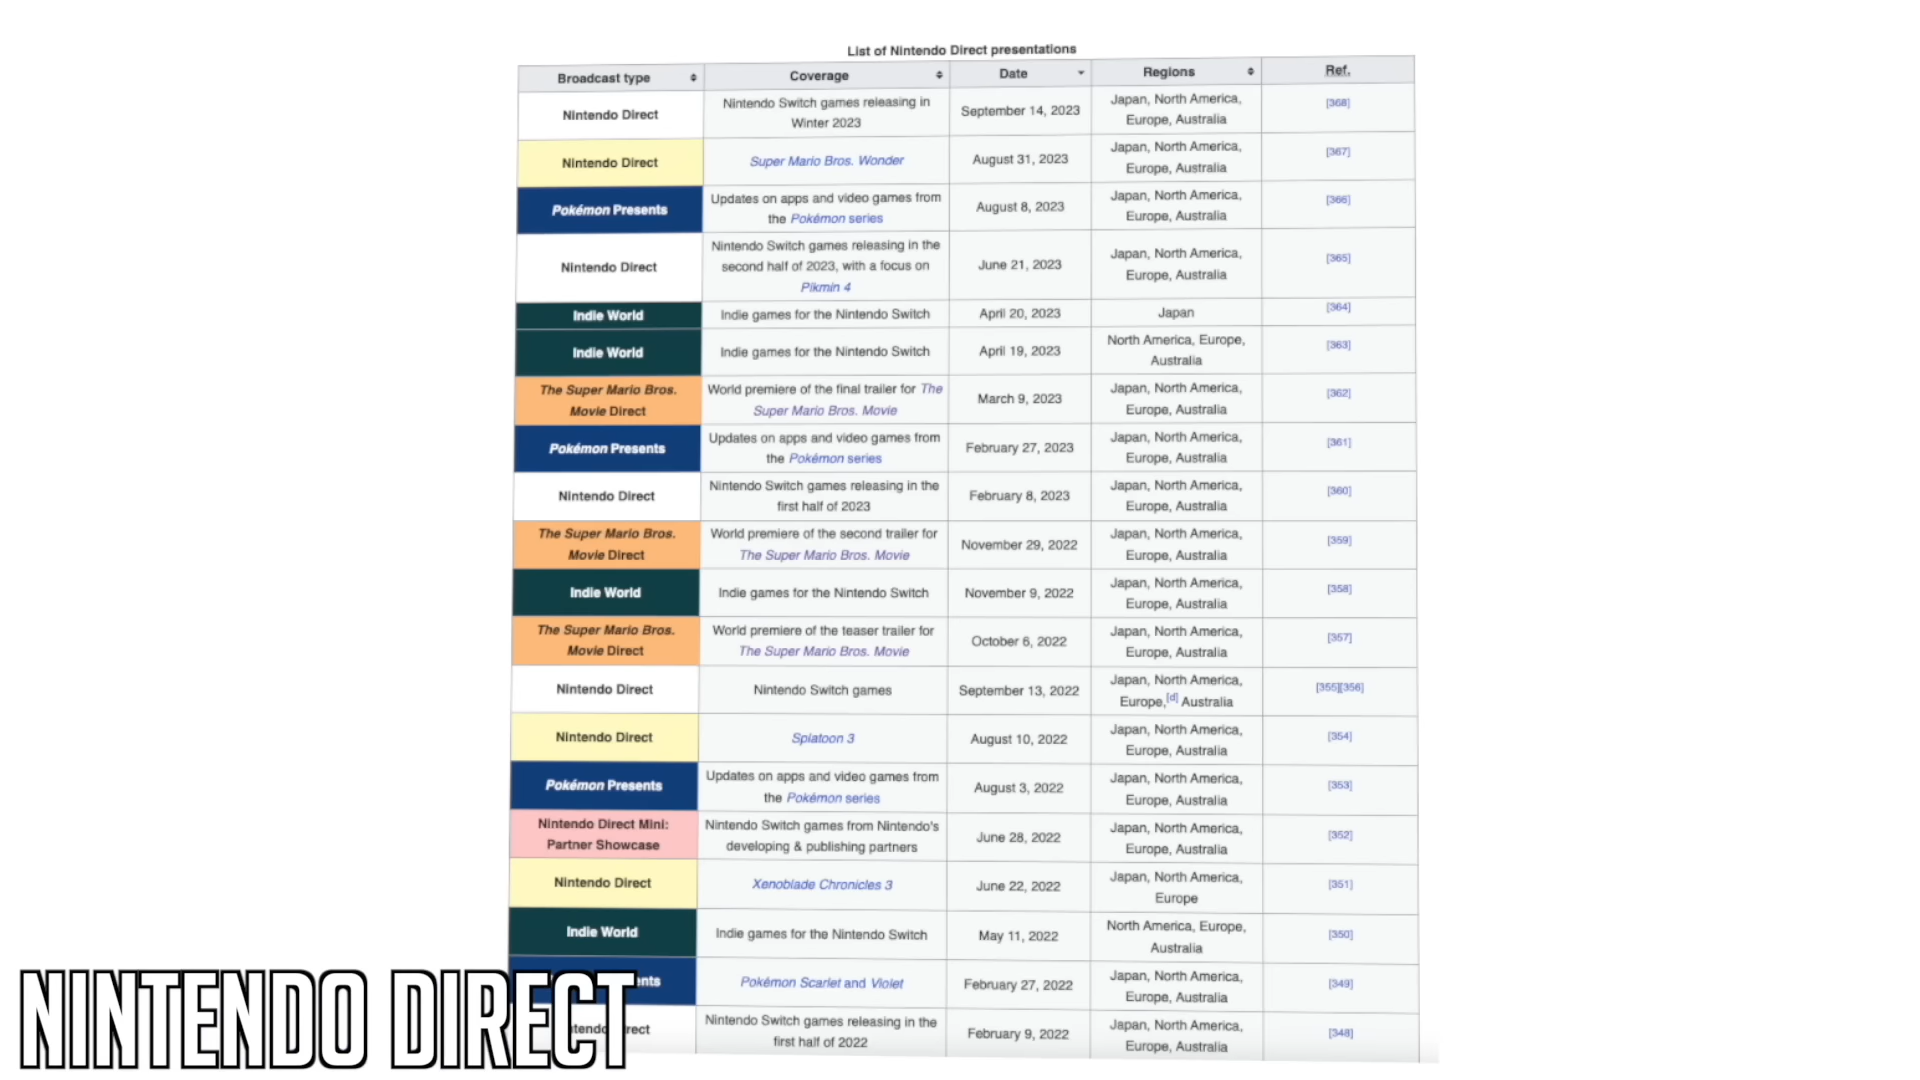 List of Nintendo Direct presentations
Broadcast type Coverage Date Regions Ref.
Nintendo Direct Nintendo Switch games releasing in Winter 2023 September 14, 2023 Japan, North America, Europe, Australia [368]
Nintendo Direct Super Mario Bros. Wonder August 31, 2023 Japan, North America, Europe, Australia [367]
Pokémon Presents Updates on apps and video games from the Pokémon series August 8, 2023 Japan, North America, Europe, Australia [366]
Nintendo Direct Nintendo Switch games releasing in the second half of 2023, with a focus on Pikmin 4 June 21, 2023 Japan, North America, Europe, Australia [365]
Indie World Indie games for the Nintendo Switch April 20, 2023 Japan [364]
Indie World Indie games for the Nintendo Switch April 19, 2023 North America, Europe, Australia [363]
The Super Mario Bros. Movie Direct World premiere of the final trailer for The Super Mario Bros. Movie March 9, 2023 Japan, North America, Europe, Australia [362]
Pokémon Presents Updates on apps and video games from the Pokémon series February 27, 2023 Japan, North America, Europe, Australia [361]
Nintendo Direct Nintendo Switch games releasing in the first half of 2023 February 8, 2023 Japan, North America, Europe, Australia [360]
The Super Mario Bros. Movie Direct World premiere of the second trailer for The Super Mario Bros. Movie November 29, 2022 Japan, North America, Europe, Australia [359]
Indie World Indie games for the Nintendo Switch November 9, 2022 Japan, North America, Europe, Australia [358]
The Super Mario Bros. Movie Direct World premiere of the teaser trailer for The Super Mario Bros. Movie October 6, 2022 Japan, North America, Europe, Australia [357]
Nintendo Direct Nintendo Switch games September 13, 2022 Japan, North America, Europe,[d] Australia [355][356]
Nintendo Direct Splatoon 3 August 10, 2022 Japan, North America, Europe, Australia [354]
Pokémon Presents Updates on apps and video games from the Pokémon series August 3, 2022 Japan, North America, Europe, Australia [353]
Nintendo Direct Mini: Partner Showcase Nintendo Switch games from Nintendo's developing & publishing partners June 28, 2022 Japan, North America, Europe, Australia [352]
Nintendo Direct Xenoblade Chronicles 3 June 22, 2022 Japan, North America, Europe [351]
Indie World Indie games for the Nintendo Switch May 11, 2022 North America, Europe, Australia [350]
ents Pokémon Scarlet and Violet February 27, 2022 Japan, North America, Europe, Australia [349]
tendo rect Nintendo Switch games releasing in the first half of 2022 February 9, 2022 Japan, North America, Europe, Australia [348]
NINTENDO DIRECT